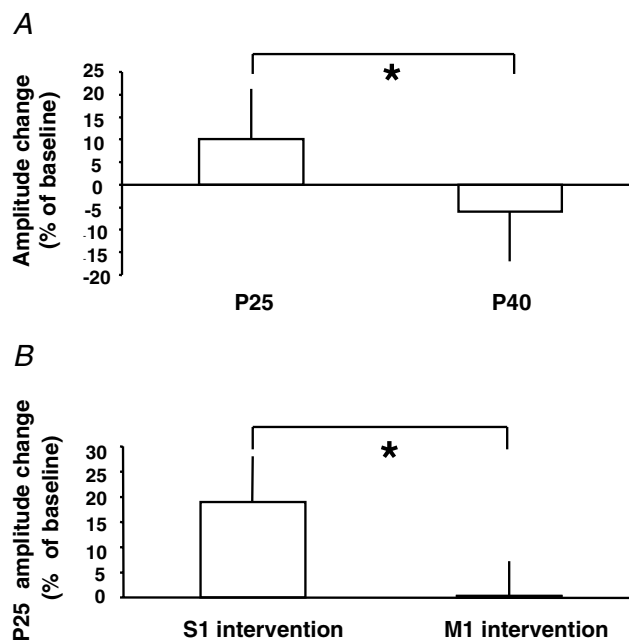 A
Amplitude change
(% of baseline)
25
20
15
10
5
0
-5
-10
-15
-20
*
P25
P40
B
P25 amplitude change
(% of baseline)
30
25
20
15
10
5
0
*
S1 intervention
M1 intervention